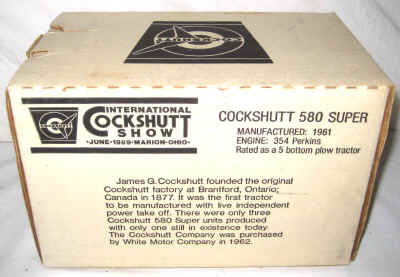 INTERNATIONAL
COCKSHUTT
SHOW
•JUNE•1989•MARION•OHIO•
COCKSHUTT 580 SUPER
MANUFACTURED: 1961
ENGINE: 354 Perkins
Rated as a 5 bottom plow tractor
James G. Cockshutt founded the original
Cockshutt factory at Brantford, Ontario;
Canada in 1877. It was the first tractor
to be manufactured with live independent
power take off. There were only three
Cockshutt 580 Super units produced
with only one still in existence today.
The Cockshutt Company was purchased
by White Motor Company in 1962.